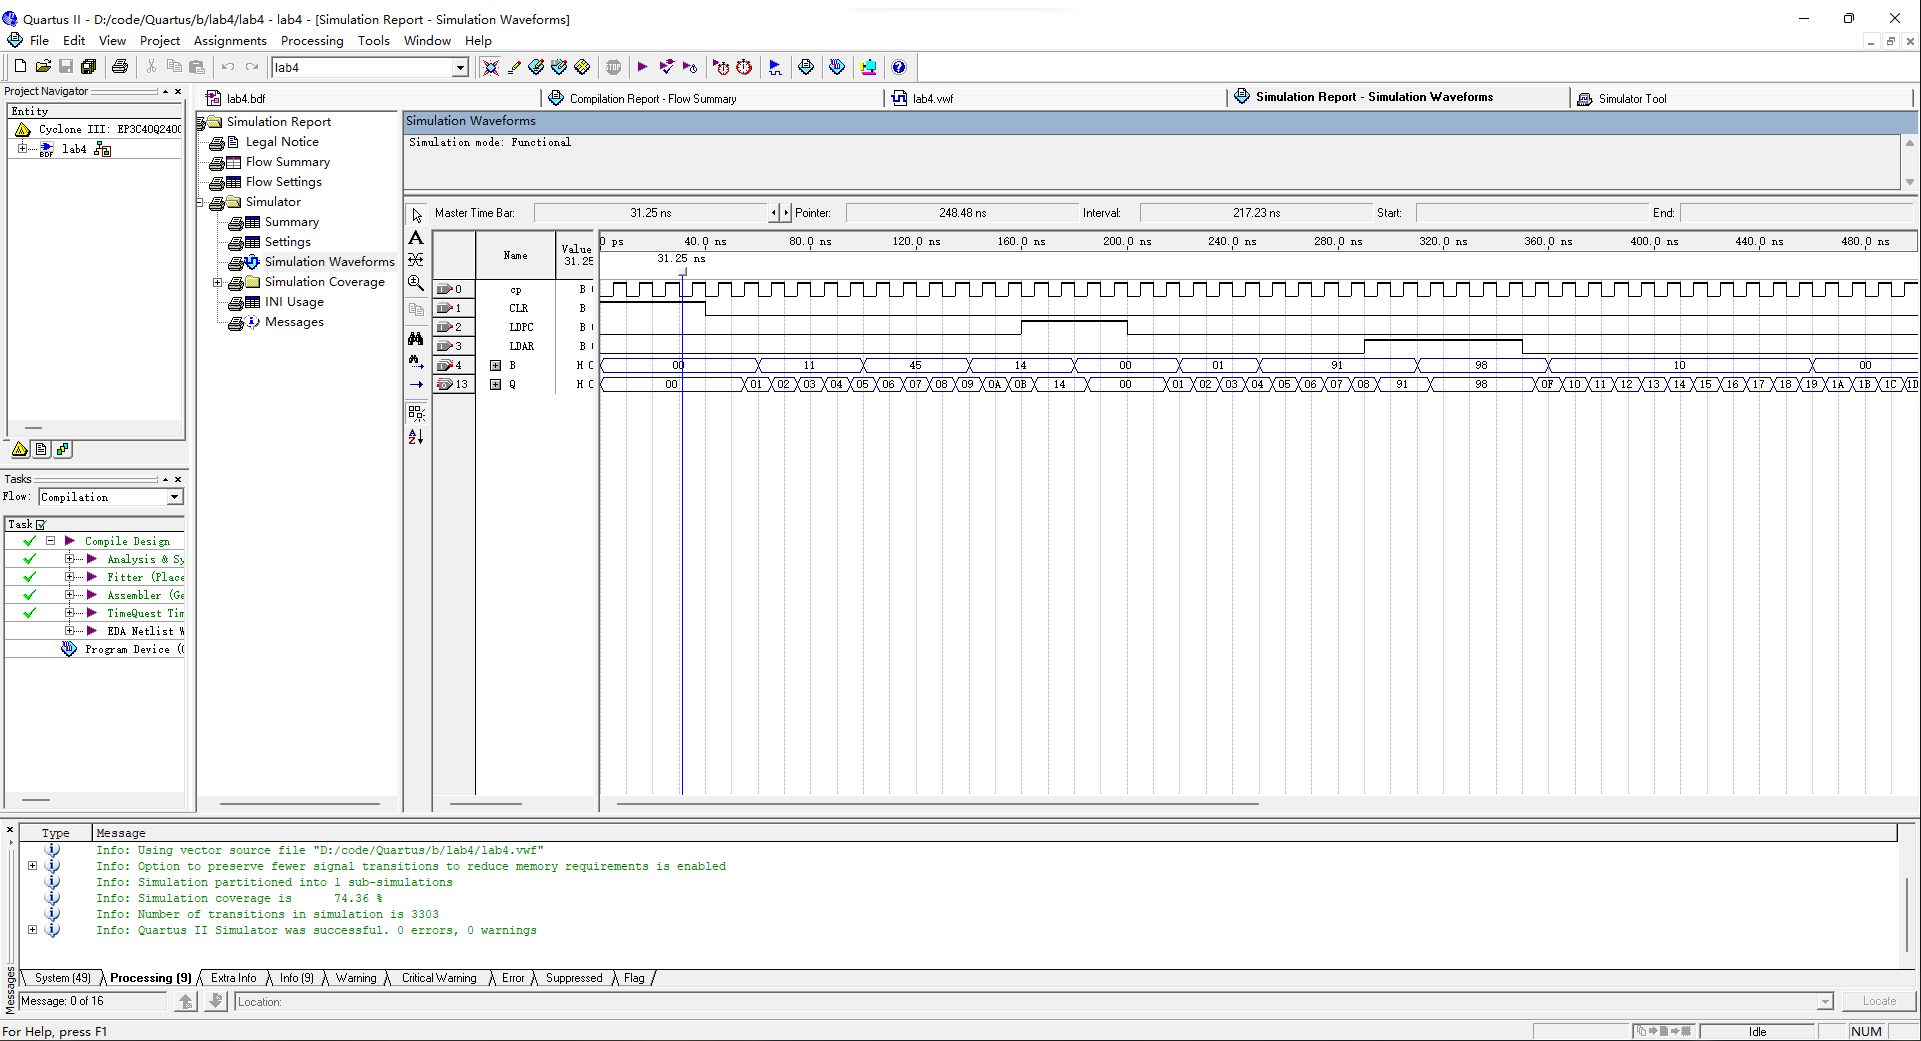 Quartus II - D:/code/Quartus/b/lab4/lab4 - lab4 - [Simulation Report - Simulation Waveforms]
File Edit View Project Assignments Processing Tools Window Help
lab4
Project Navigator
Entity
Cyclone III: EP3C40Q240C
lab4
lab4.bdf
Compilation Report - Flow Summary
lab4.vwf
Simulation Report - Simulation Waveforms
Simulator Tool
Simulation Report
Legal Notice
Flow Summary
Flow Settings
Simulator
Summary
Settings
Simulation Waveforms
Simulation Coverage
INI Usage
Messages
Simulation Waveforms
Simulation mode: Functional
Master Time Bar: 31.25 ns Pointer: 248.48 ns Interval: 217.23 ns Start: End:
Name
Value
31.25
0 ps 40.0 ns 80.0 ns 120.0 ns 160.0 ns 200.0 ns 240.0 ns 280.0 ns 320.0 ns 360.0 ns 400.0 ns 440.0 ns 480.0 ns
31.25 ns
0 cp B
1 CLR B
2 LDPC B
3 LDAR B
4 B H 00 11 45 14 00 01 91 98 10 00
13 Q H 00 01 02 03 04 05 06 07 08 09 0A 0B 14 00 01 02 03 04 05 06 07 08 91 98 0F 10 11 12 13 14 15 16 17 18 19 1A 1B 1C 1D
Tasks
Flow: Compilation
Task
Compile Design
Analysis & Sy
Fitter (Place
Assembler (Ge
TimeQuest Tim
EDA Netlist W
Program Device (O
Type Message
Info: Using vector source file "D:/code/Quartus/b/lab4/lab4.vwf"
Info: Option to preserve fewer signal transitions to reduce memory requirements is enabled
Info: Simulation partitioned into 1 sub-simulations
Info: Simulation coverage is 74.36 %
Info: Number of transitions in simulation is 3303
Info: Quartus II Simulator was successful. 0 errors, 0 warnings
System (49) Processing (9) Extra Info Info (9) Warning Critical Warning Error Suppressed Flag
Messages
Message: 0 of 16
Location:
Locate
For Help, press F1
Idle
NUM